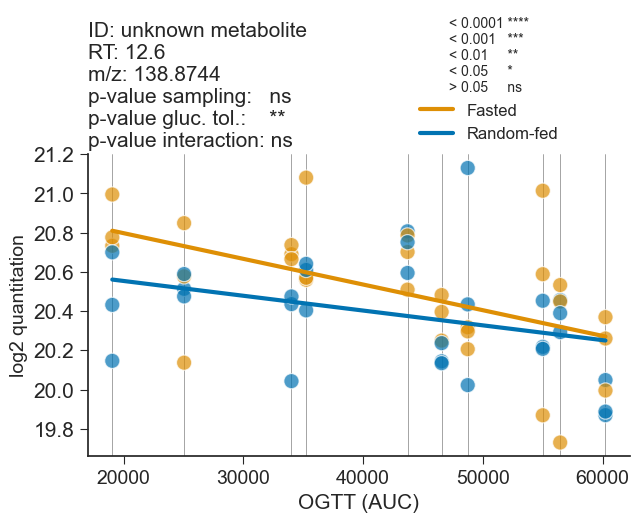 ID: unknown metabolite
RT: 12.6
m/z: 138.8744
p-value sampling: ns
p-value gluc. tol.: **
p-value interaction: ns
< 0.0001 ****
< 0.001 ***
< 0.01 **
< 0.05 *
> 0.05 ns
Fasted
Random-fed
21.2
21.0
20.8
20.6
20.4
20.2
20.0
19.8
log2 quantitation
20000 30000 40000 50000 60000
OGTT (AUC)